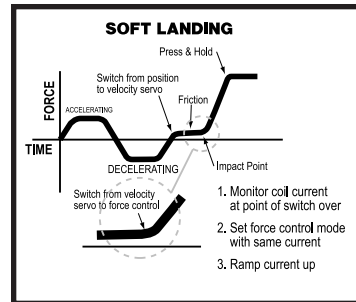 SOFT LANDING
Press & Hold
Switch from position
to velocity servo
Friction
FORCE
ACCELERATING
TIME
DECELERATING
Impact Point
Switch from velocity
servo to force control
1. Monitor coil current
at point of switch over
2. Set force control mode
with same current
3. Ramp current up